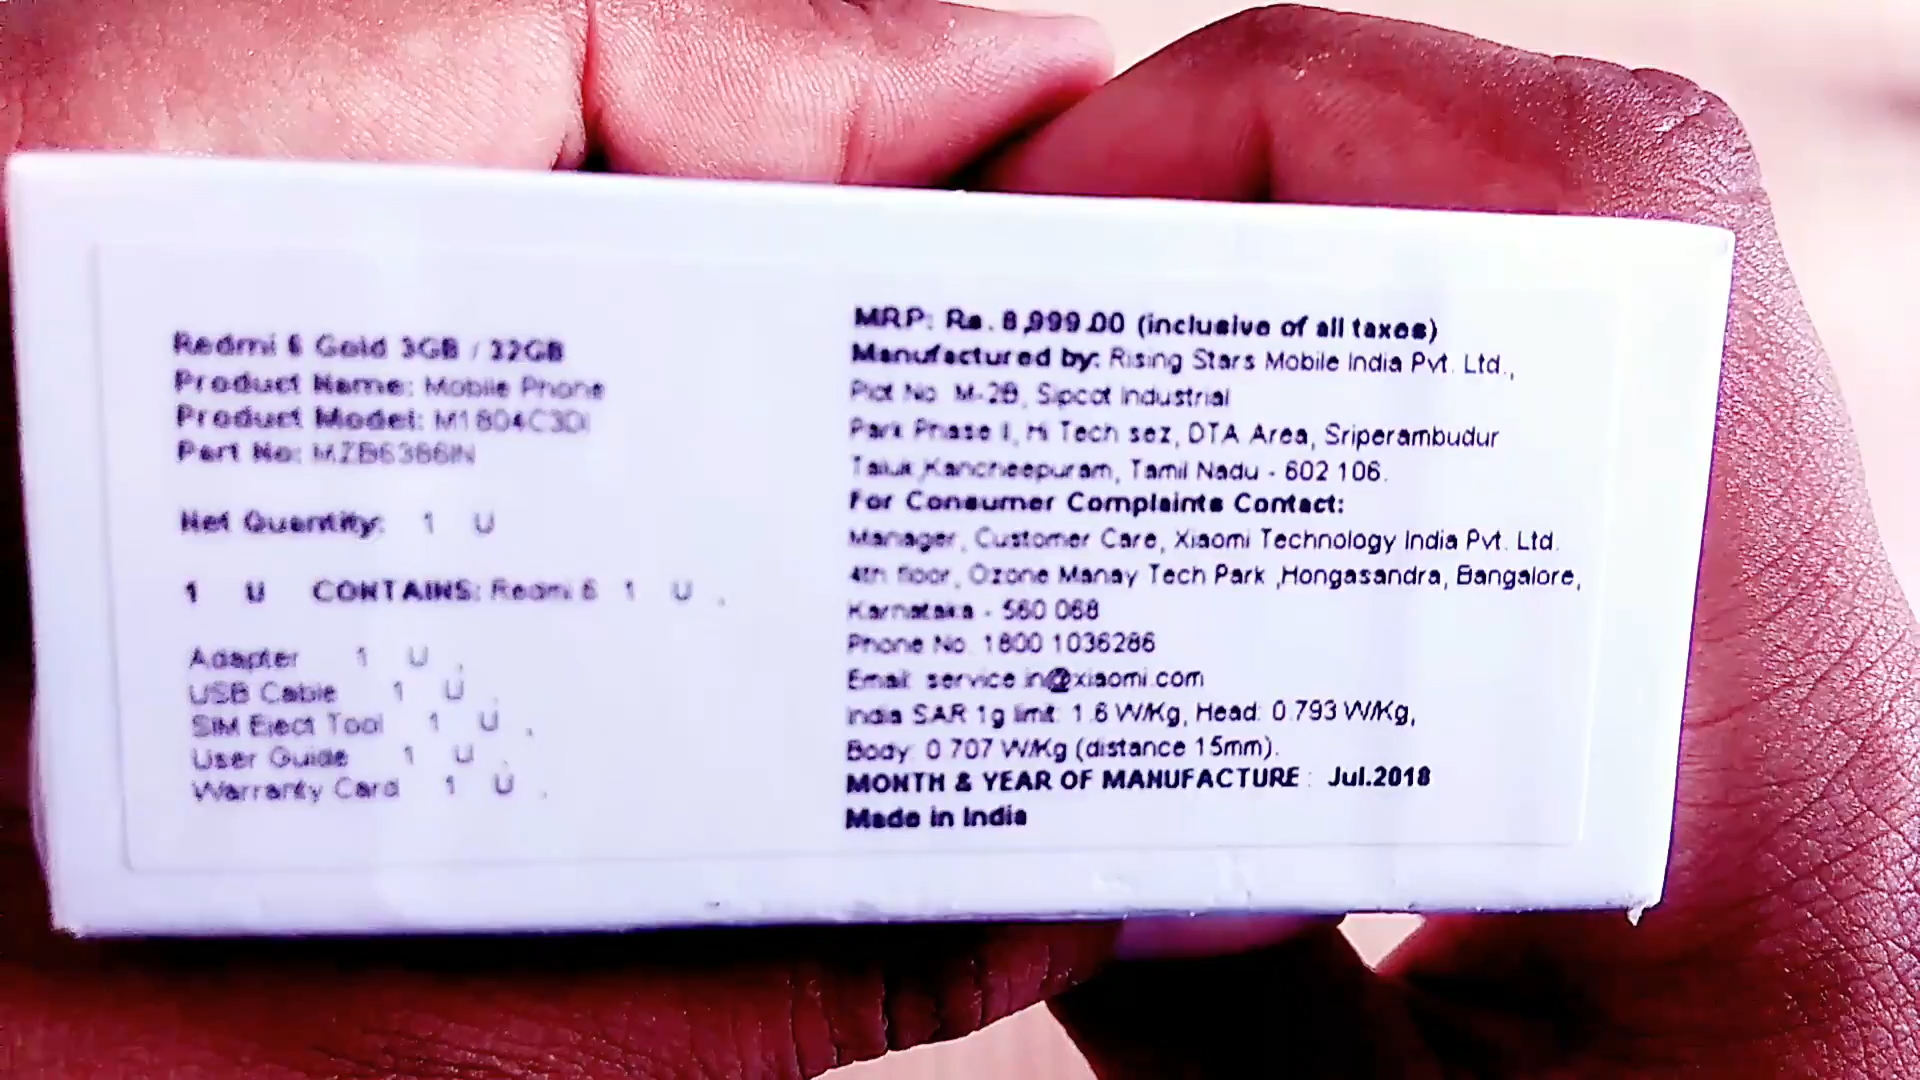 Redmi 6 Gold 3GB / 32GB
Product Name: Mobile Phone
Product Model: M1804C3DI
Part No: MZB6386IN
Net Quantity: 1 U
1 U CONTAINS: Redmi 6 1 U ,
Adapter 1 U ,
USB Cable 1 U ,
SIM Eject Tool 1 U ,
User Guide 1 U ,
Warranty Card 1 U .
MRP: Rs. 8,999.00 (inclusive of all taxes)
Manufactured by: Rising Stars Mobile India Pvt. Ltd.,
Plot No. M-2B, Sipcot Industrial
Park Phase I, Hi Tech sez, DTA Area, Sriperambudur
Taluk,Kancheepuram, Tamil Nadu - 602 106.
For Consumer Complaints Contact:
Manager, Customer Care, Xiaomi Technology India Pvt. Ltd.
4th floor, Ozone Manay Tech Park ,Hongasandra, Bangalore,
Karnataka - 560 068
Phone No. 1800 1036286
Email: service.in@xiaomi.com
India SAR 1g limit: 1.6 W/Kg, Head: 0.793 W/Kg,
Body: 0.707 W/Kg (distance 15mm).
MONTH & YEAR OF MANUFACTURE : Jul.2018
Made in India